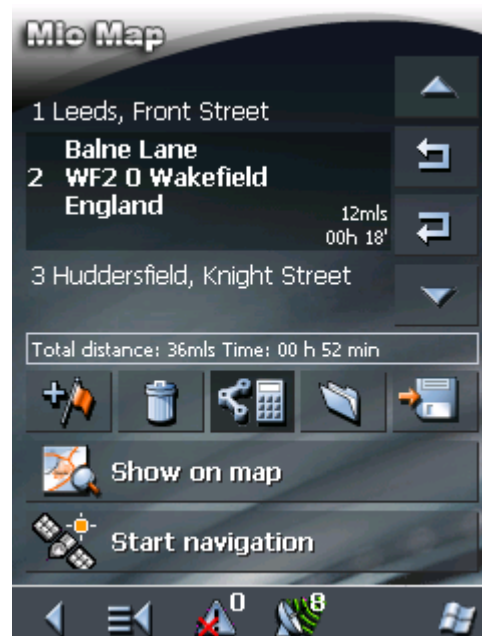 Mio Map
1 Leeds, Front Street
Balne Lane
2 WF2 0 Wakefield
England
12mls
00h 18'
3 Huddersfield, Knight Street
Total distance: 36mls Time: 00 h 52 min
Show on map
Start navigation
0 8